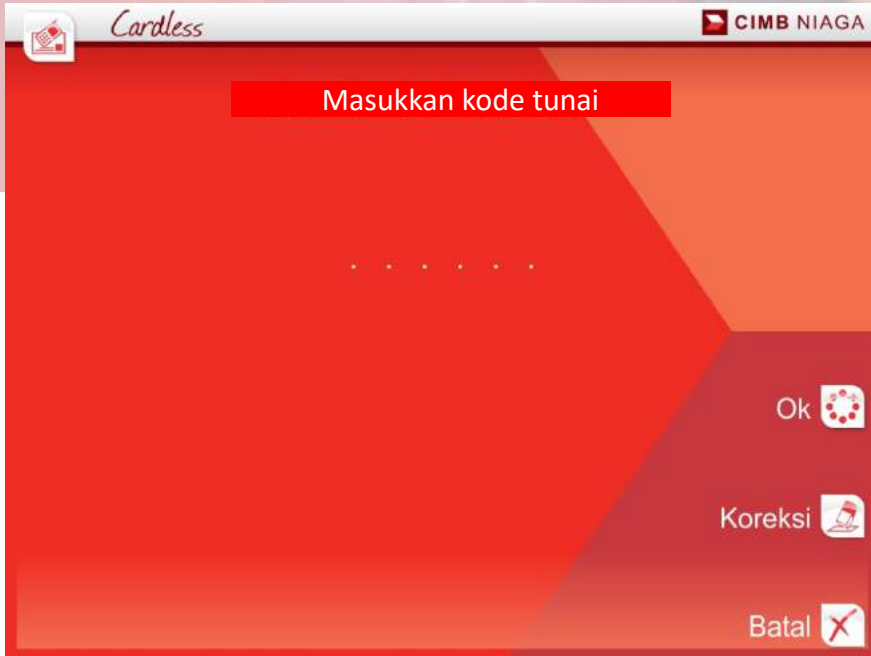 Cardless
CIMB NIAGA
Masukkan kode tunai
. . . . . .
Ok
Koreksi
Batal